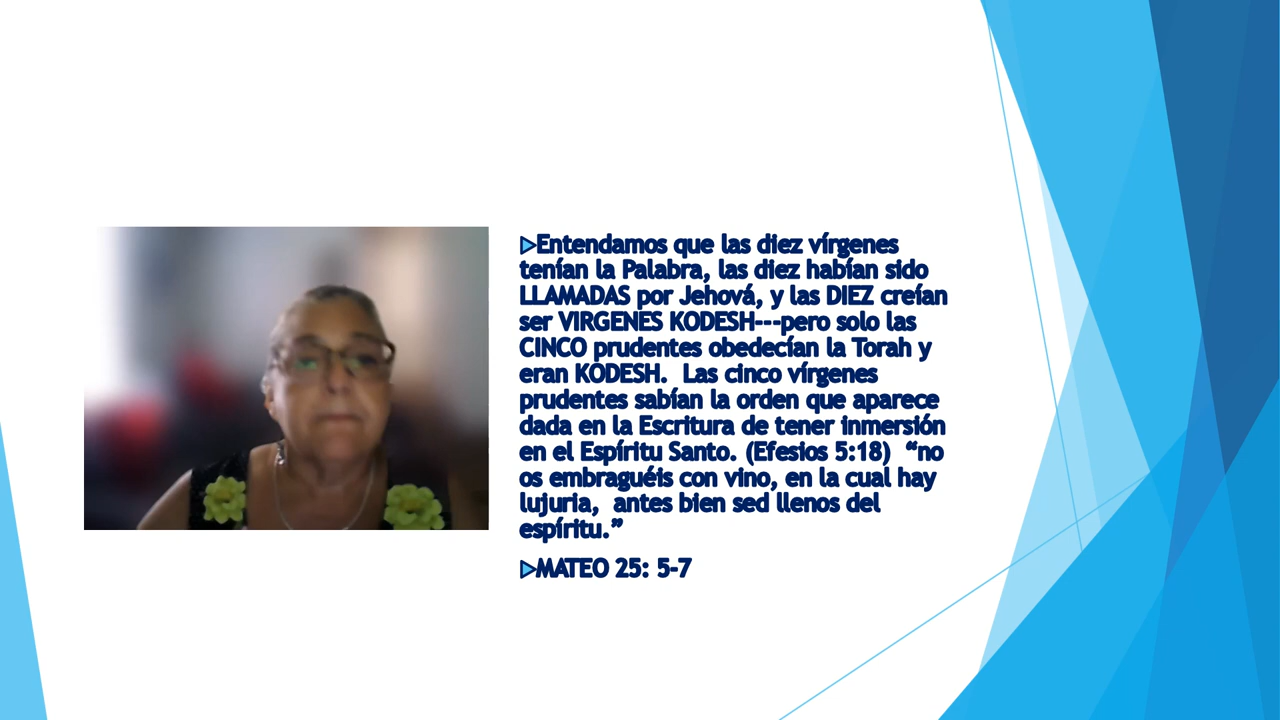 Entendamos que las diez vírgenes
tenían la Palabra, las diez habían sido
LLAMADAS por Jehová, y las DIEZ creían
ser VIRGENES KODESH---pero solo las
CINCO prudentes obedecían la Torah y
eran KODESH.  Las cinco vírgenes
prudentes sabían la orden que aparece
dada en la Escritura de tener inmersión
en el Espíritu Santo. (Efesios 5:18)  “no
os embraguéis con vino, en la cual hay
lujuria,  antes bien sed llenos del
espíritu.”
MATEO 25: 5-7